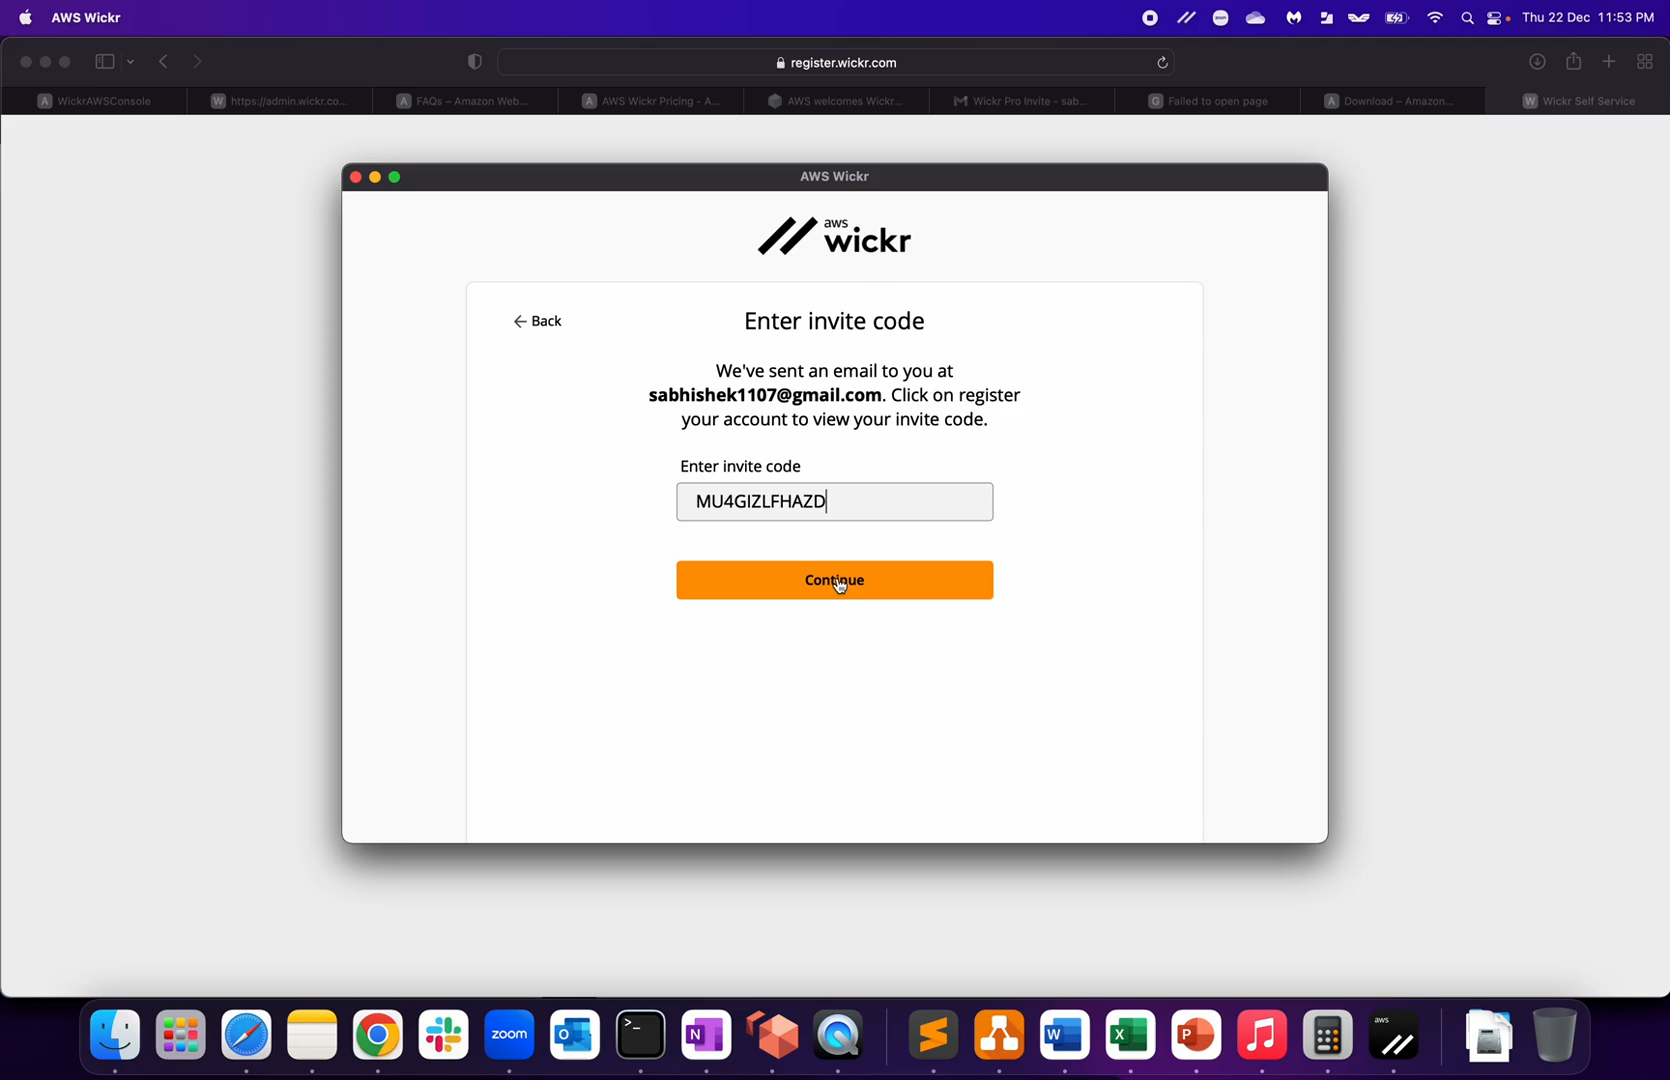 AWS Wickr
Thu 22 Dec 11:53 PM
register.wickr.com
A WickrAWSConsole
W https://admin.wickr.co...
A FAQs – Amazon Web...
A AWS Wickr Pricing - A...
AWS welcomes Wickr...
Wickr Pro Invite - sab...
G Failed to open page
A Download – Amazon...
W Wickr Self Service
AWS Wickr
aws
wickr
← Back
Enter invite code
We've sent an email to you at
sabhishek1107@gmail.com. Click on register
your account to view your invite code.
Enter invite code
MU4GIZLFHAZD
Continue
zoom
O
>_
N
S
W
X
P
aws